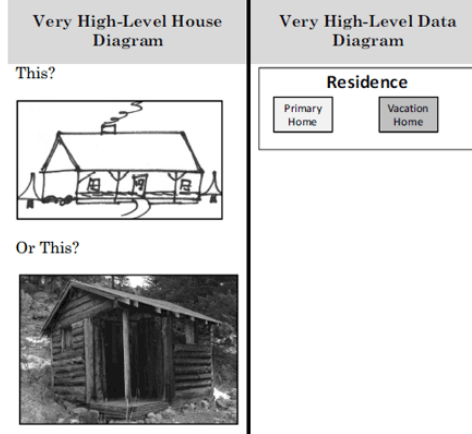 Very High-Level House
Diagram
This?
Or This?
Very High-Level Data
Diagram
Residence
Primary
Home
Vacation
Home